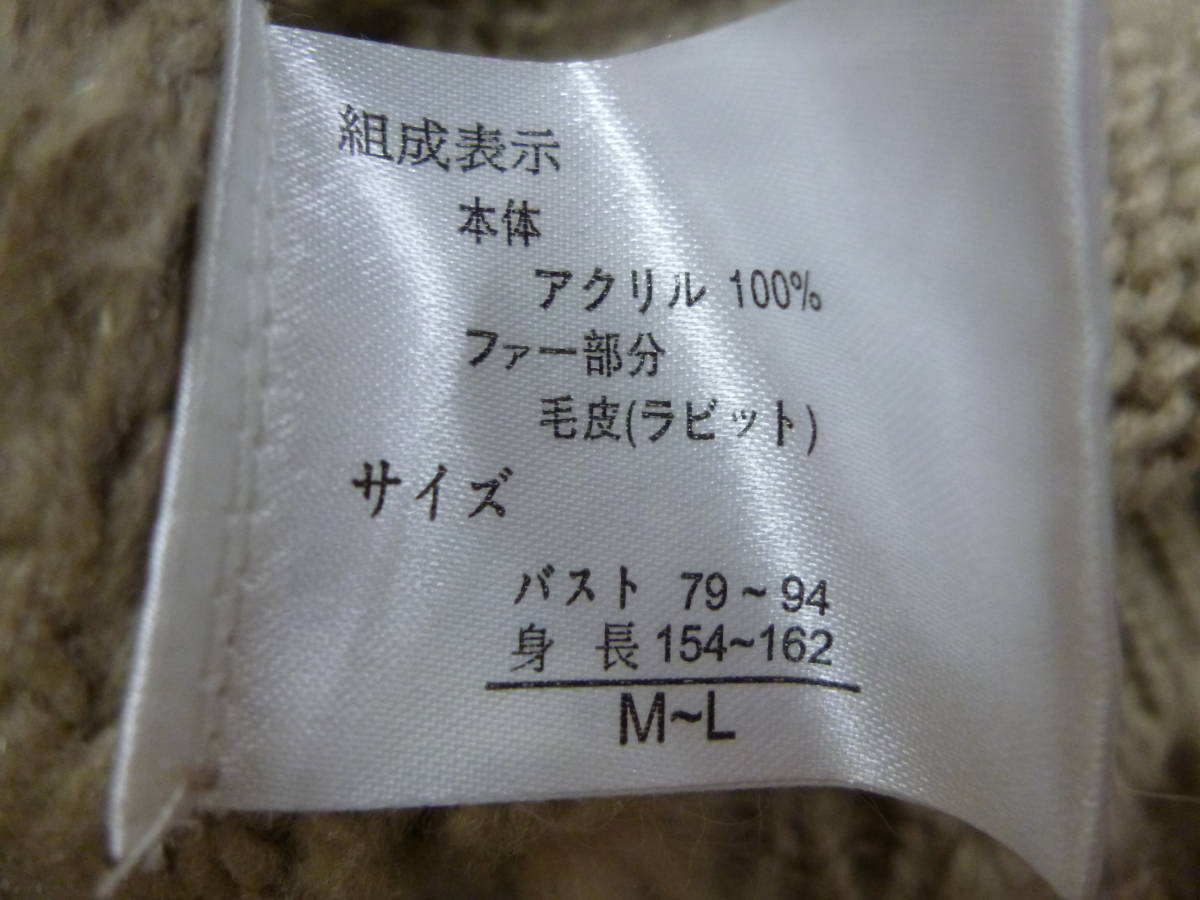 組成表示
本体
アクリル 100%
ファー部分
毛皮(ラビット)
サイズ
バスト 79~94
身 長 154~162
M~L